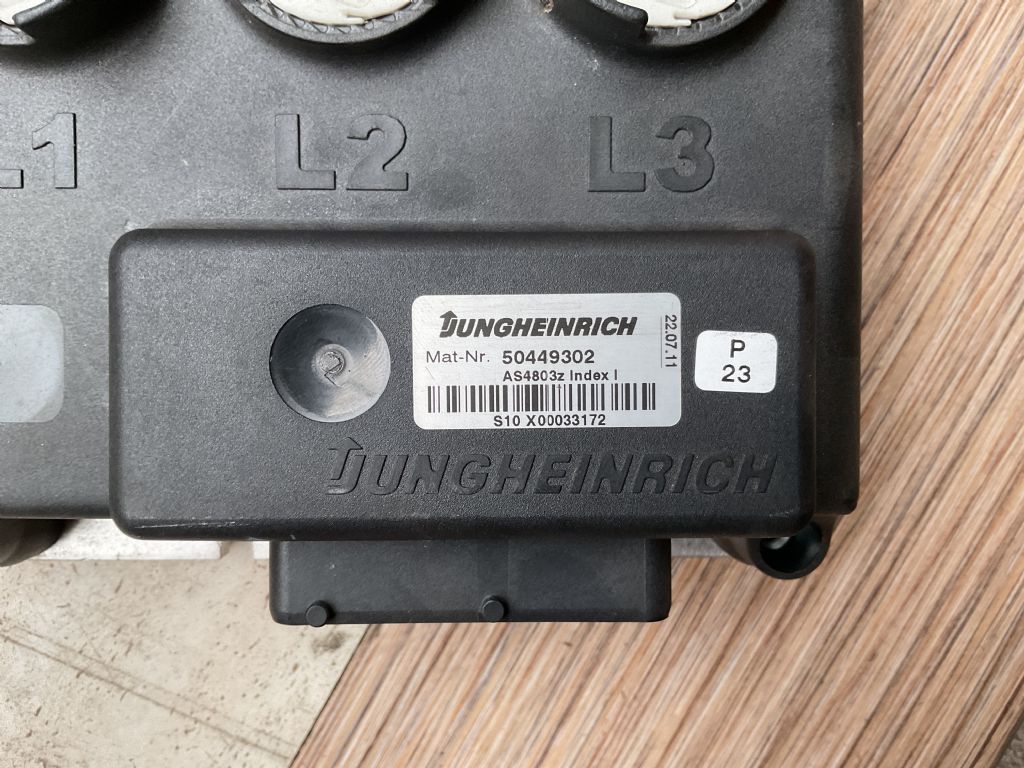 L1 L2 L3
JUNGHEINRICH
22.07.11
Mat-Nr. 50449302
AS4803z Index I
S10 X00033172
P
23
JUNGHEINRICH